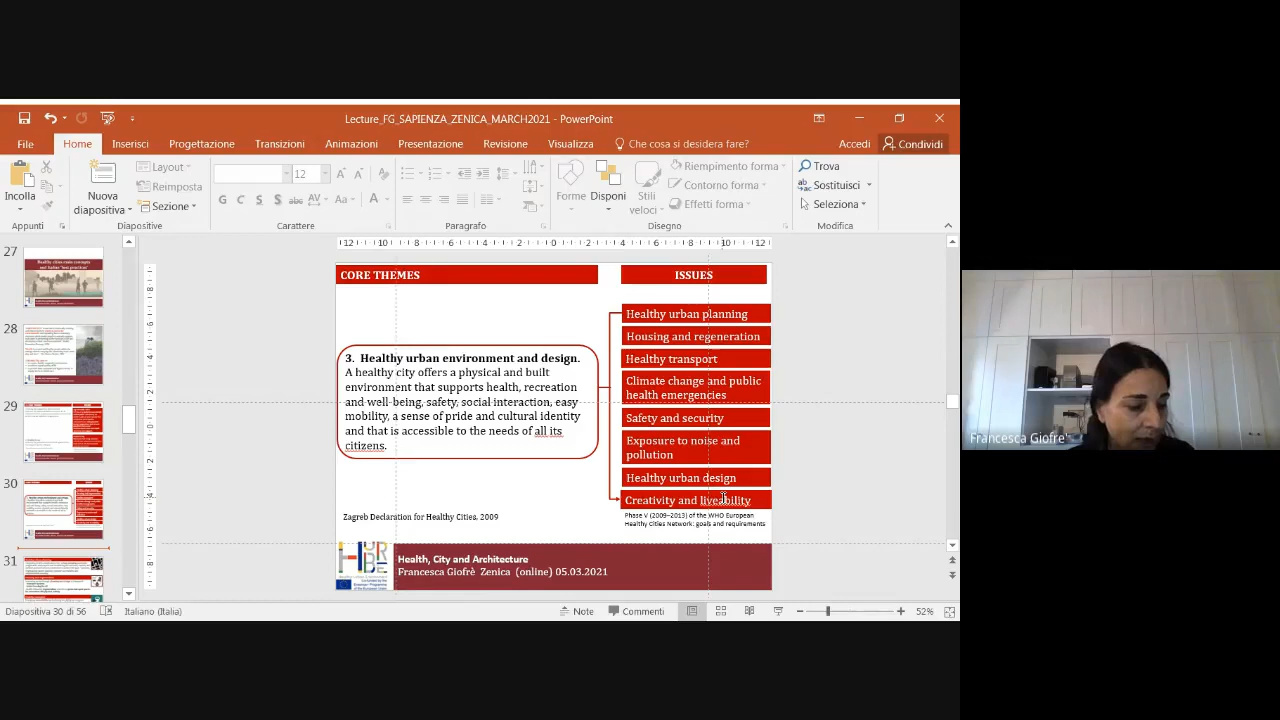 Lecture_FG_SAPIENZA_ZENICA_MARCH2021 - PowerPoint
File Home Inserisci Progettazione Transizioni Animazioni Presentazione Revisione Visualizza Che cosa si desidera fare? Accedi Condividi
Incolla
Appunti
Nuova
diapositiva
Layout
Reimposta
Sezione
Diapositive
12
Carattere
Paragrafo
Forme
Disponi
Stili
veloci
Riempimento forma
Contorno forma
Effetti forma
Disegno
Trova
Sostituisci
Seleziona
Modifica
27
28
29
30
31
CORE THEMES
ISSUES
3. Healthy urban environment and design.
A healthy city offers a physical and built
environment that supports health, recreation
and well-being, safety, social interaction, easy
mobility, a sense of pride and cultural identity
and that is accessible to the needs of all its
citizens.
Healthy urban planning
Housing and regeneration
Healthy transport
Climate change and public
health emergencies
Safety and security
Exposure to noise and
pollution
Healthy urban design
Creativity and liveability
Zagreb Declaration for Healthy Cities, 2009
Phase V (2009–2013) of the WHO European
Healthy Cities Network: goals and requirements
Health, City and Architecture
Francesca Giofrè Zenica (online) 05.03.2021
Diapositiva 30 di 56
Italiano (Italia)
Note
Commenti
52%
Francesca Giofre'